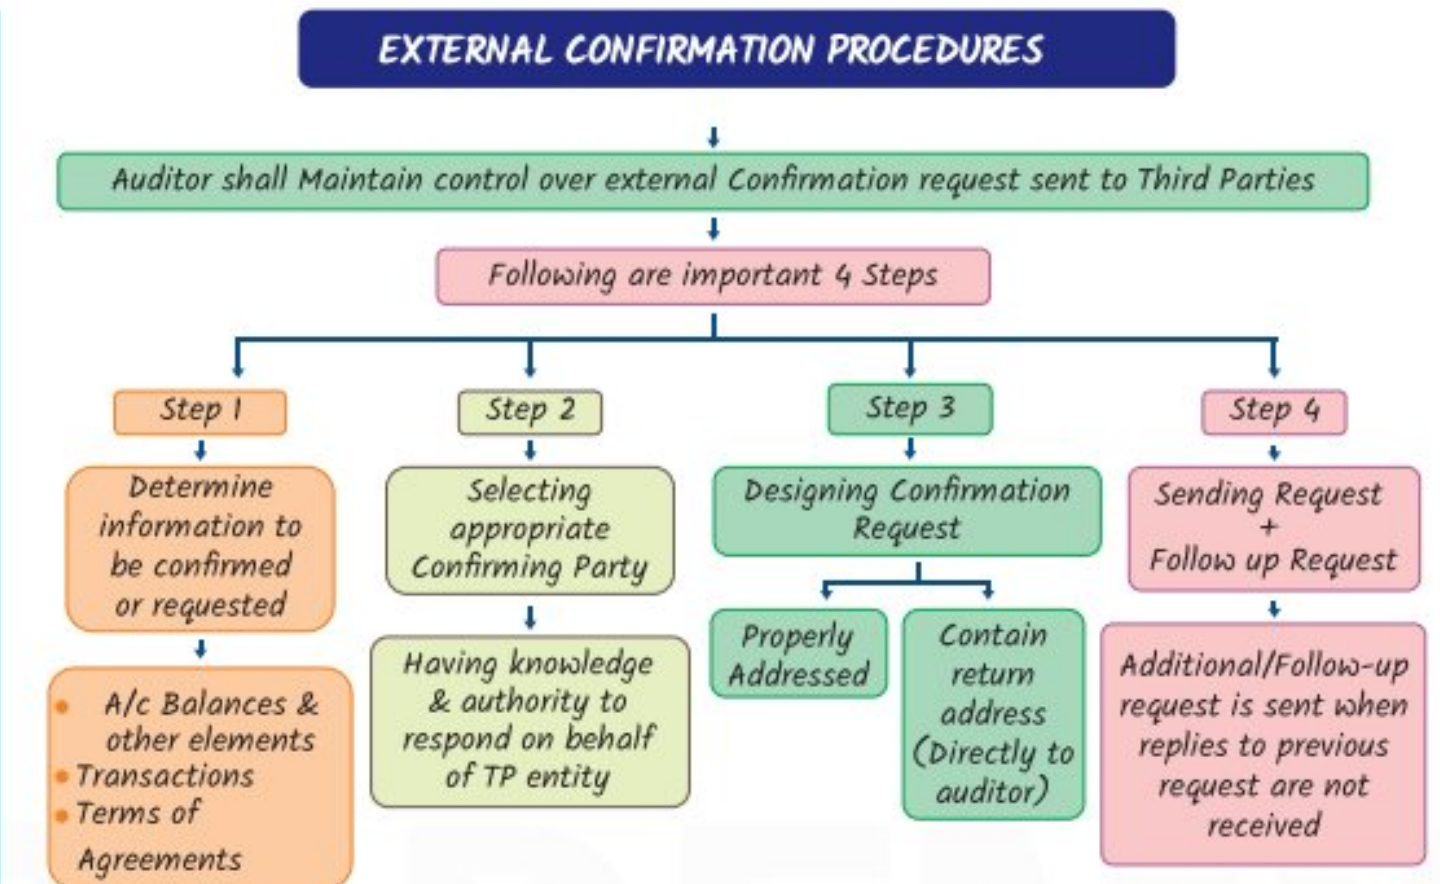 EXTERNAL CONFIRMATION PROCEDURES
Auditor shall Maintain control over external Confirmation request sent to Third Parties
Following are important 4 Steps
Step 1
Determine
information to
be confirmed
or requested
A/c Balances &
other elements
Transactions
Terms of
Agreements
Step 2
Selecting
appropriate
Confirming Party
Having knowledge
& authority to
respond on behalf
of TP entity
Step 3
Designing Confirmation
Request
Properly
Addressed
Contain
return
address
(Directly to
auditor)
Step 4
Sending Request
+
Follow up Request
Additional/Follow-up
request is sent when
replies to previous
request are not
received